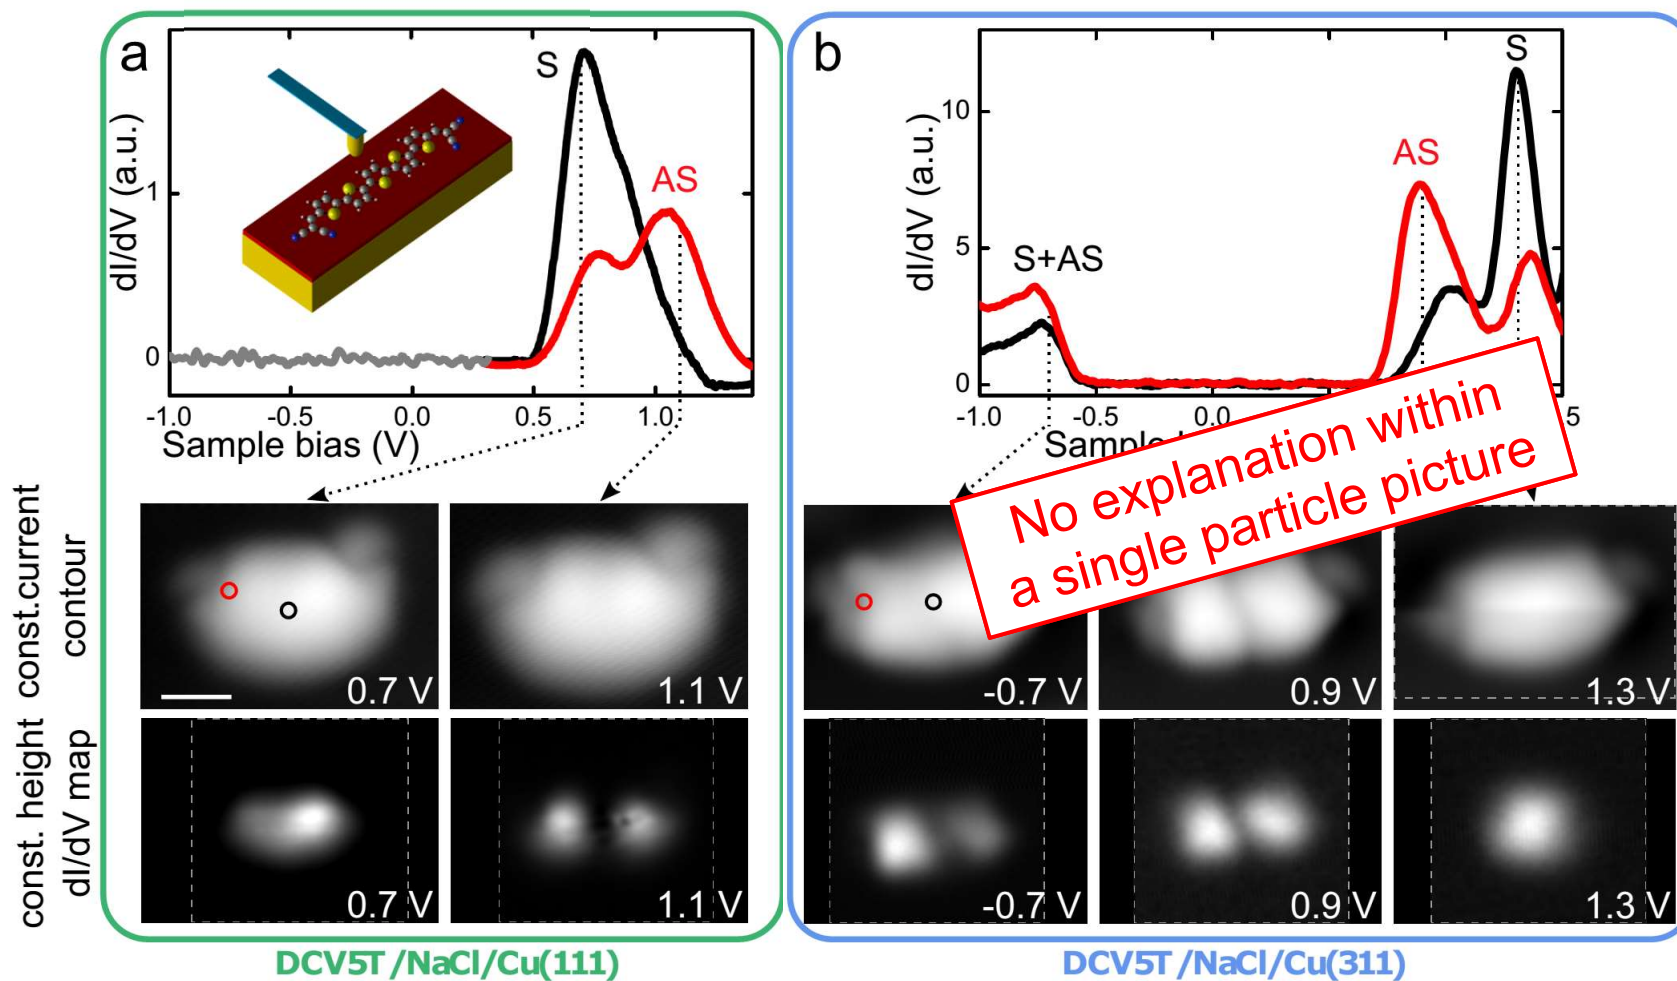 a
S
AS
dI/dV (a.u.)
1
0
-1.0
-0.5
0.0
0.5
1.0
Sample bias (V)
b
S
AS
S+AS
dI/dV (a.u.)
10
5
0
-1.0
-0.5
0.0
5
No explanation within
a single particle picture
const.current
contour
0.7 V
1.1 V
-0.7 V
0.9 V
1.3 V
const. height
dI/dV map
0.7 V
1.1 V
-0.7 V
0.9 V
1.3 V
DCV5T/NaCl/Cu(111)
DCV5T/NaCl/Cu(311)